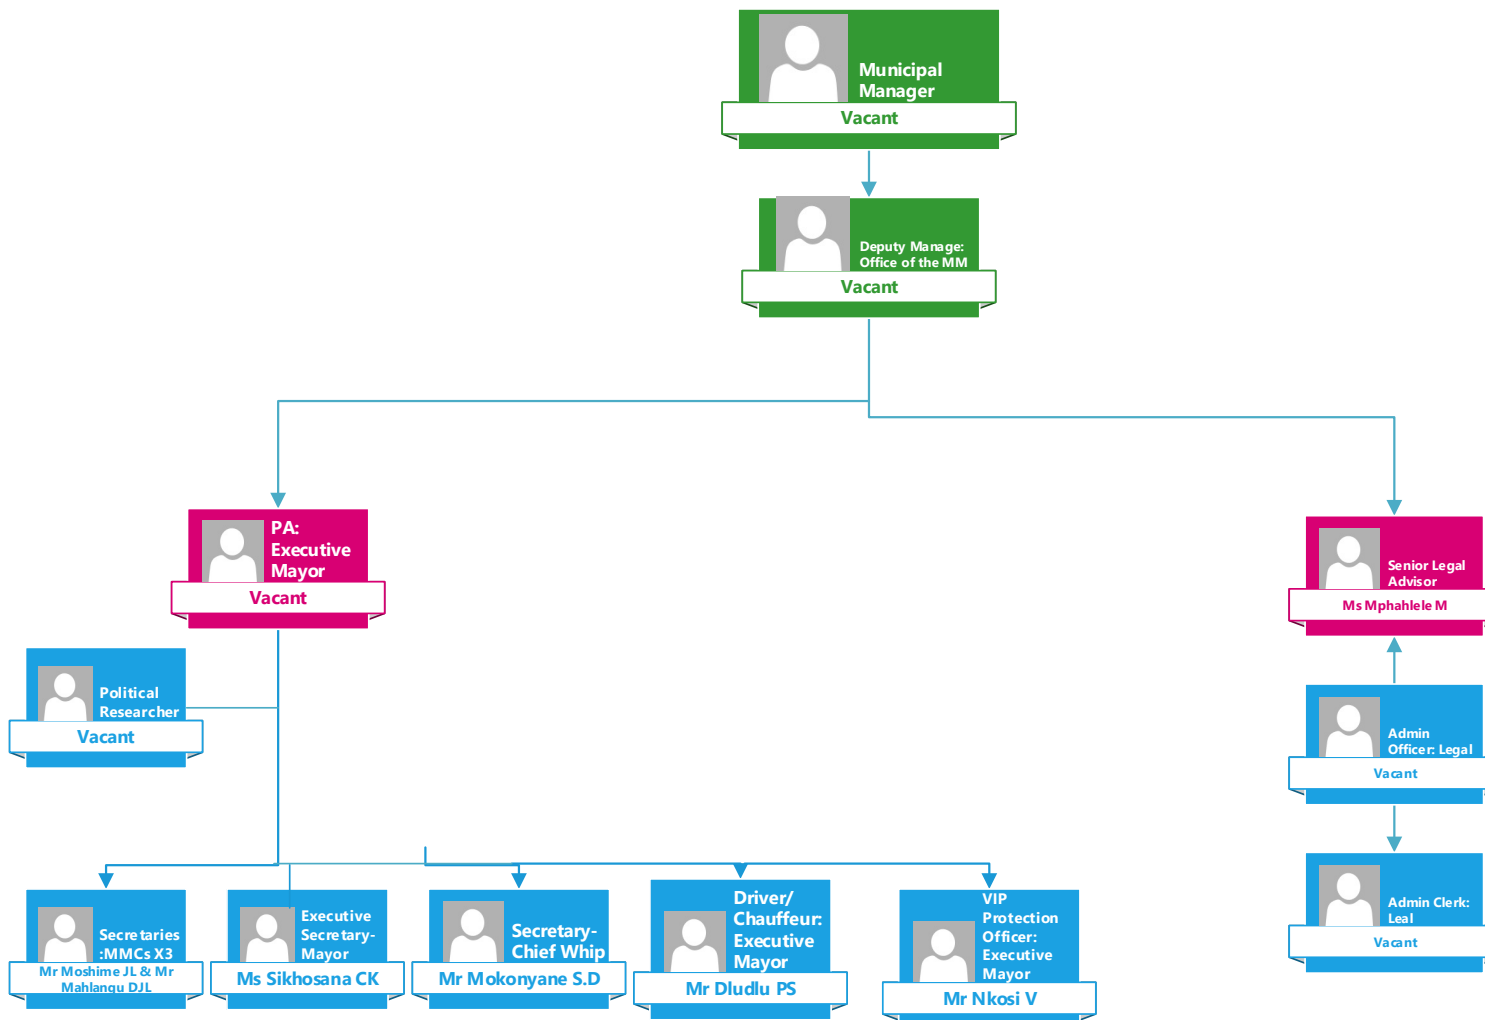 Municipal
Manager
Vacant
Deputy Manage:
Office of the MM
Vacant
PA:
Executive
Mayor
Vacant
Senior Legal
Advisor
Ms Mphahlele M
Political
Researcher
Vacant
Admin
Officer: Legal
Vacant
Secretaries
:MMCs X3
Mr Moshime JL & Mr
Mahlangu DJL
Executive
Secretary-
Mayor
Ms Sikhosana CK
Secretary-
Chief Whip
Mr Mokonyane S.D
Driver/
Chauffeur:
Executive
Mayor
Mr Dludlu PS
VIP
Protection
Officer:
Executive
Mayor
Mr Nkosi V
Admin Clerk:
Leal
Vacant